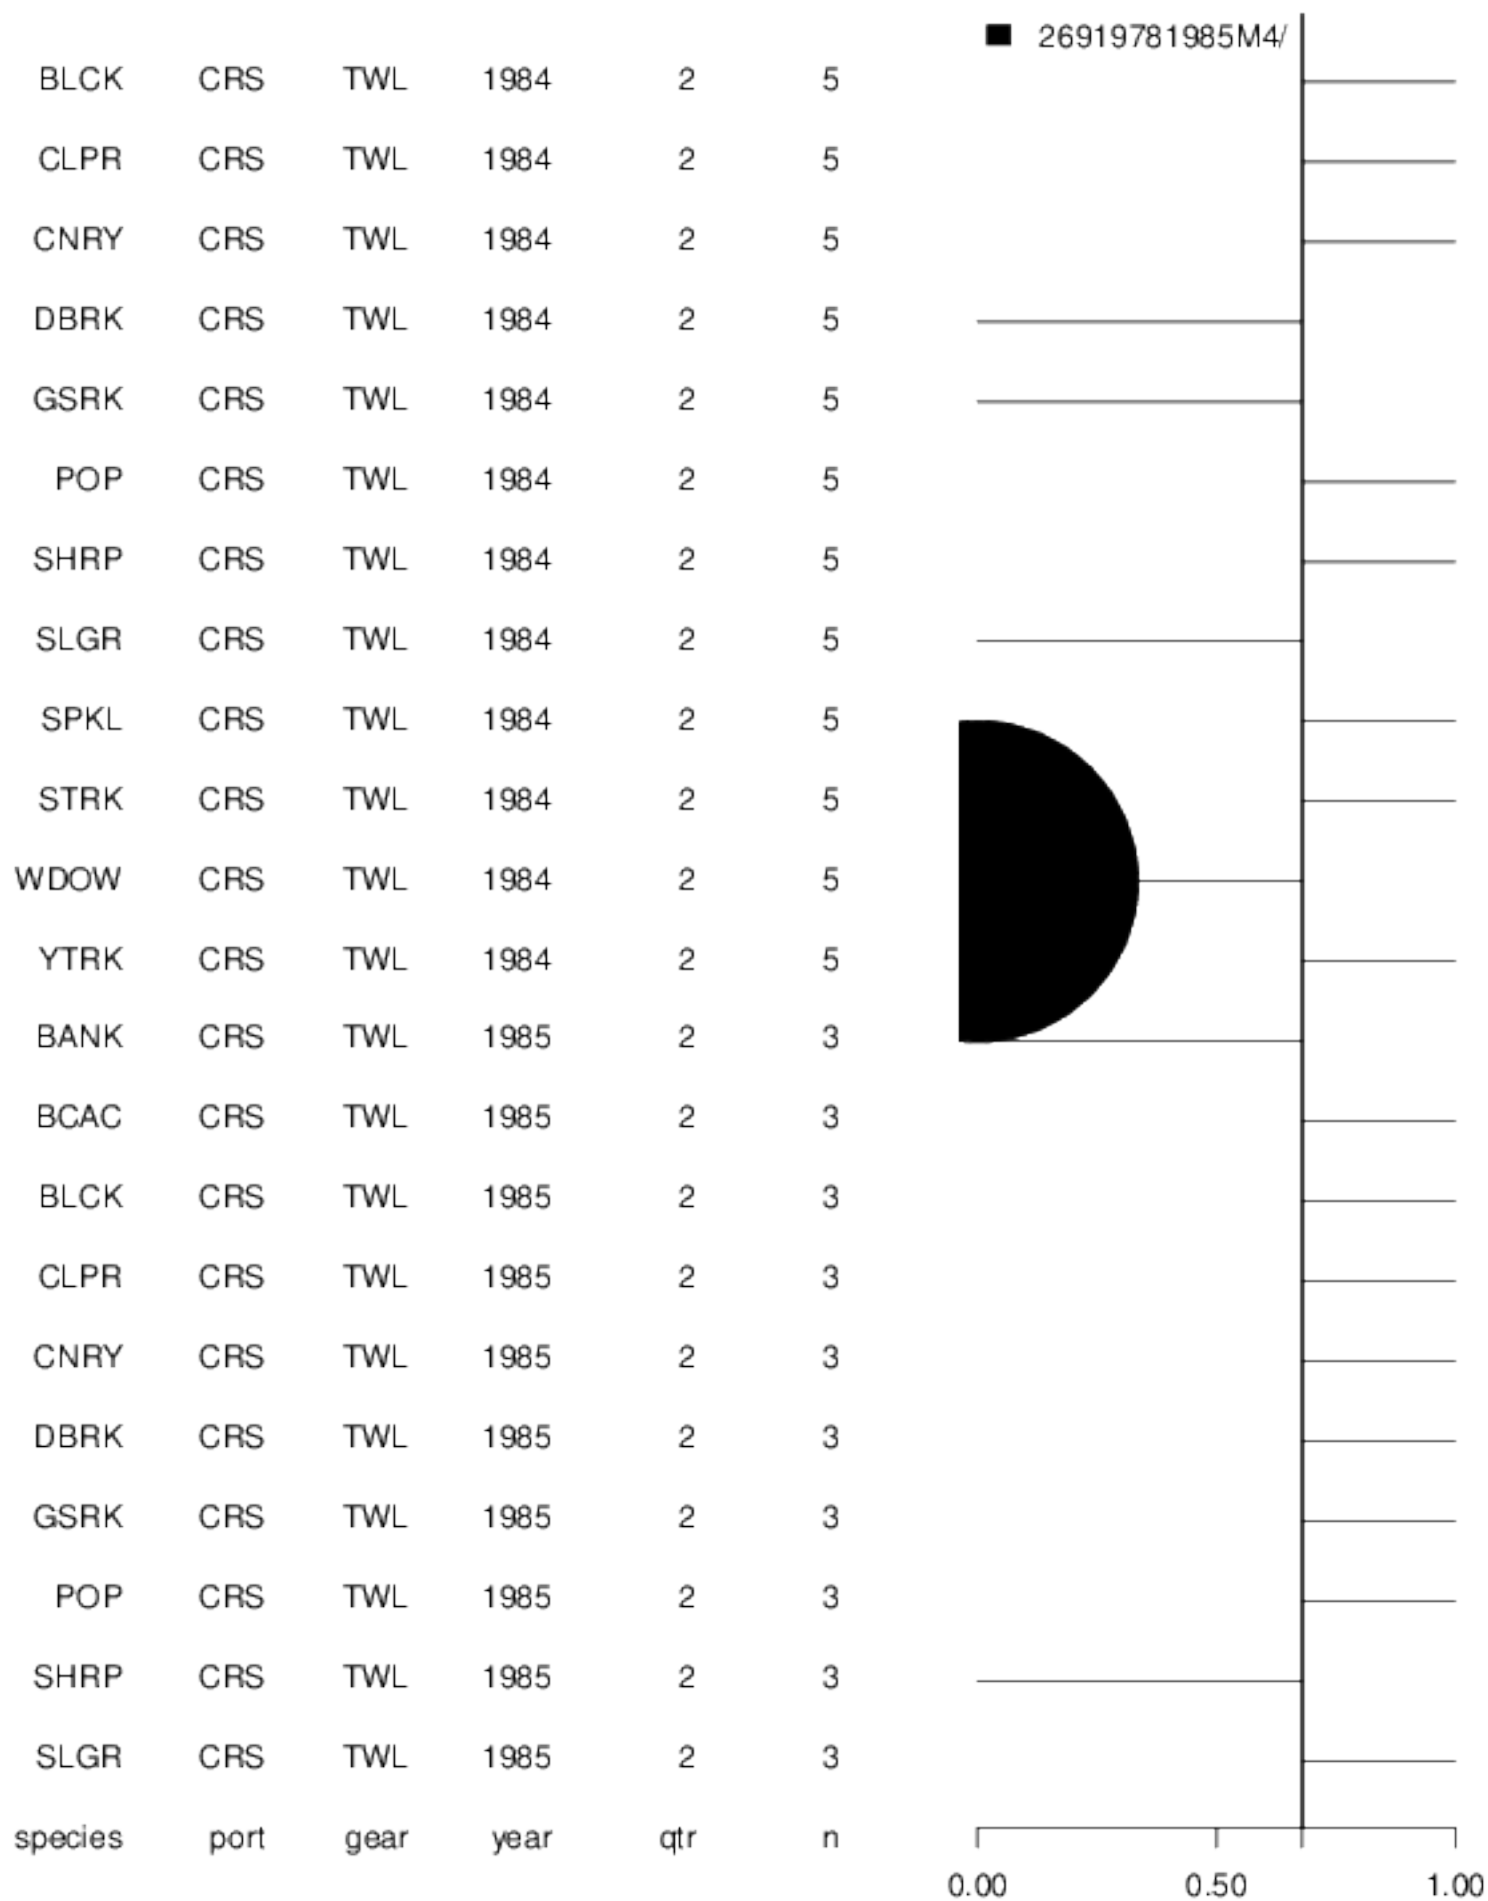 26919781985M4/
BLCK CRS TWL 1984 2 5
CLPR CRS TWL 1984 2 5
CNRY CRS TWL 1984 2 5
DBRK CRS TWL 1984 2 5
GSRK CRS TWL 1984 2 5
POP CRS TWL 1984 2 5
SHRP CRS TWL 1984 2 5
SLGR CRS TWL 1984 2 5
SPKL CRS TWL 1984 2 5
STRK CRS TWL 1984 2 5
WDOW CRS TWL 1984 2 5
YTRK CRS TWL 1984 2 5
BANK CRS TWL 1985 2 3
BCAC CRS TWL 1985 2 3
BLCK CRS TWL 1985 2 3
CLPR CRS TWL 1985 2 3
CNRY CRS TWL 1985 2 3
DBRK CRS TWL 1985 2 3
GSRK CRS TWL 1985 2 3
POP CRS TWL 1985 2 3
SHRP CRS TWL 1985 2 3
SLGR CRS TWL 1985 2 3
species port gear year qtr n
0.00 0.50 1.00